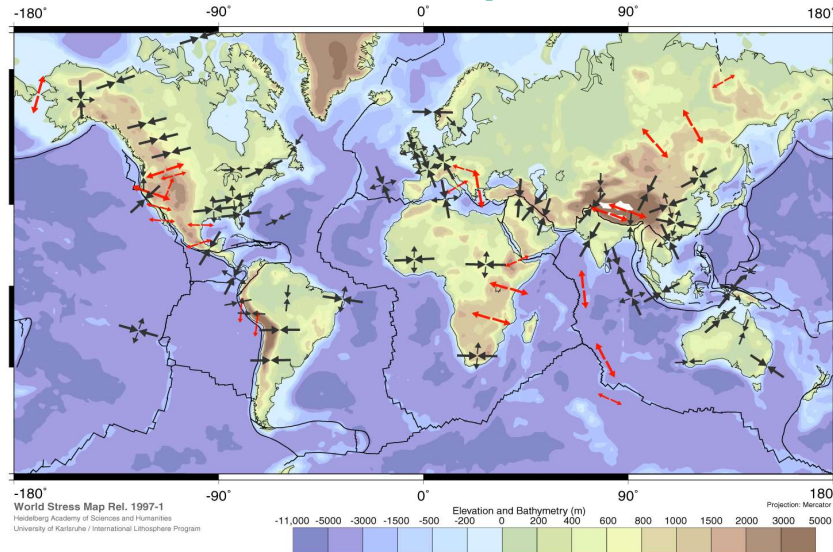 -180° -90° 0° 90° 180°
-180° -90° 0° 90° 180°
World Stress Map Rel. 1997-1
Heidelberg Academy of Sciences and Humanities
University of Karlsruhe / International Lithosphere Program
Projection: Mercator
Elevation and Bathymetry (m)
-11,000 -5000 -3000 -1500 -500 -200 0 200 400 600 800 1000 1500 2000 3000 5000